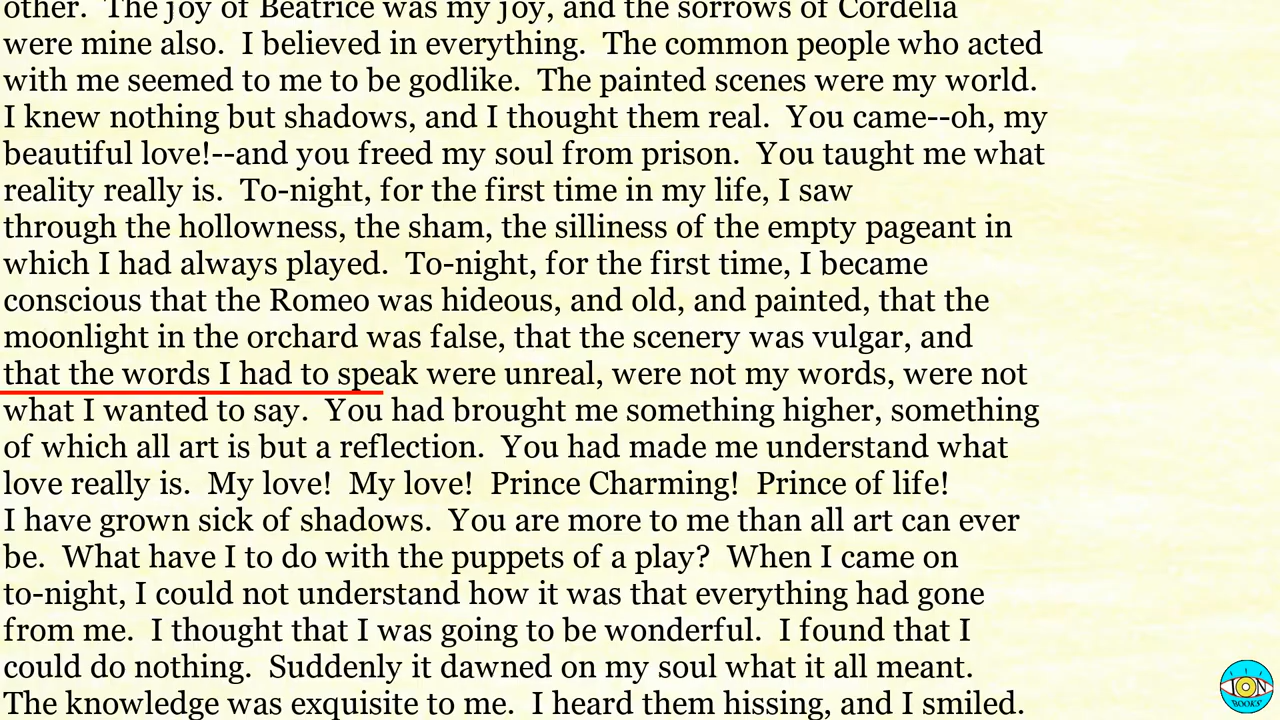 other.  The joy of Beatrice was my joy, and the sorrows of Cordelia
were mine also.  I believed in everything.  The common people who acted
with me seemed to me to be godlike.  The painted scenes were my world.
I knew nothing but shadows, and I thought them real.  You came--oh, my
beautiful love!--and you freed my soul from prison.  You taught me what
reality really is.  To-night, for the first time in my life, I saw
through the hollowness, the sham, the silliness of the empty pageant in
which I had always played.  To-night, for the first time, I became
conscious that the Romeo was hideous, and old, and painted, that the
moonlight in the orchard was false, that the scenery was vulgar, and
that the words I had to speak were unreal, were not my words, were not
what I wanted to say.  You had brought me something higher, something
of which all art is but a reflection.  You had made me understand what
love really is.  My love!  My love!  Prince Charming!  Prince of life!
I have grown sick of shadows.  You are more to me than all art can ever
be.  What have I to do with the puppets of a play?  When I came on
to-night, I could not understand how it was that everything had gone
from me.  I thought that I was going to be wonderful.  I found that I
could do nothing.  Suddenly it dawned on my soul what it all meant.
The knowledge was exquisite to me.  I heard them hissing, and I smiled.
ION
BOOKS